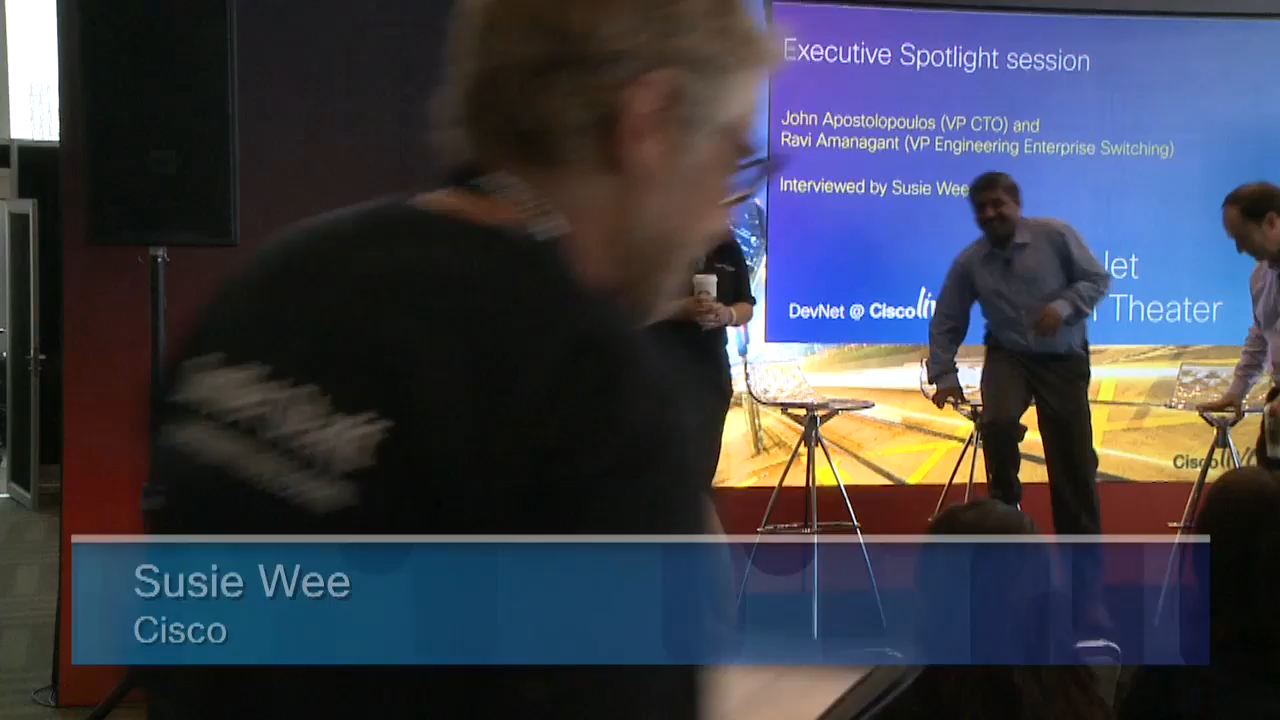 Executive Spotlight session
John Apostolopoulos (VP CTO) and
Ravi Amanagant (VP Engineering Enterprise Switching)
Interviewed by Susie Wee
DevNet @ Cisco
Theater
Cisco
Susie Wee
Cisco